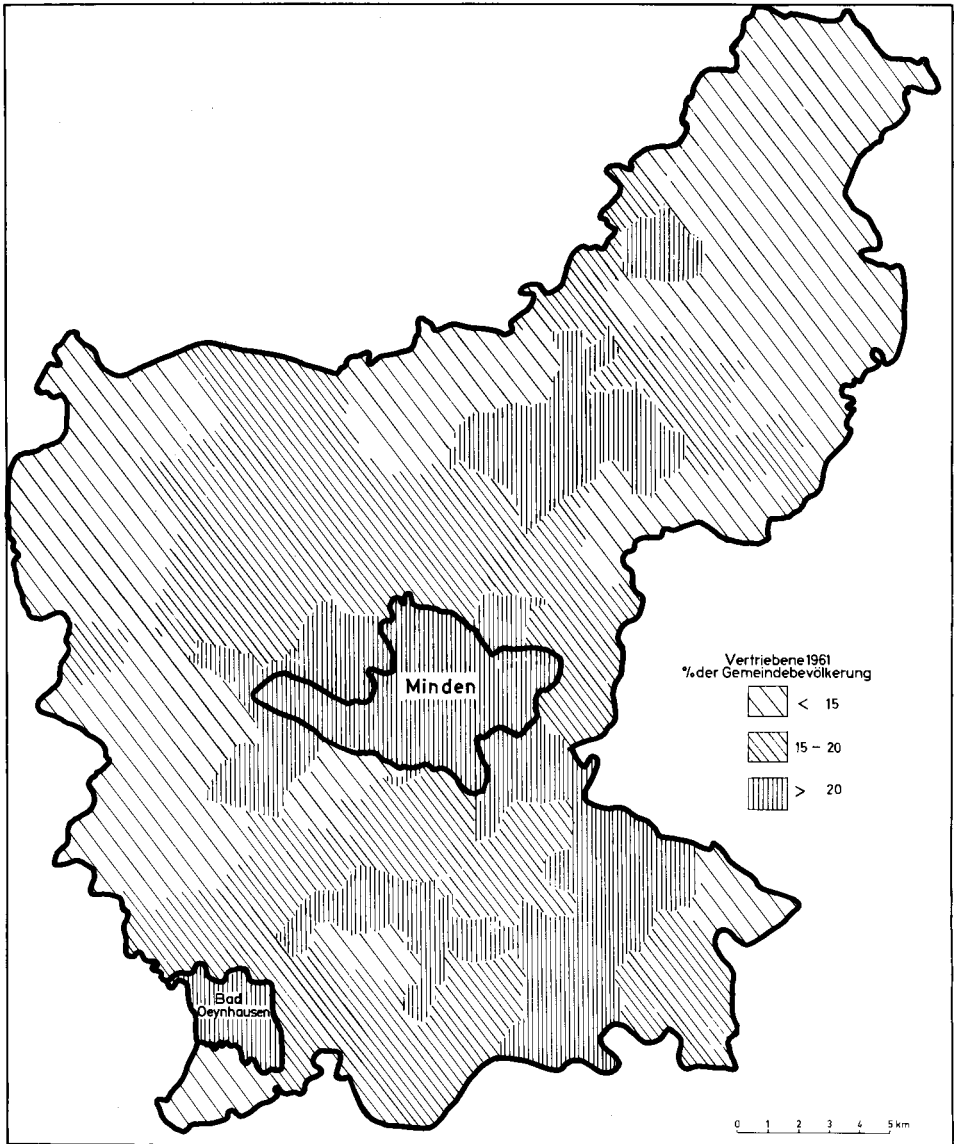 Minden
Vertriebene 1961
% der Gemeindebevölkerung
< 15
15 – 20
> 20
Bad
Oeynhausen
0 1 2 3 4 5 km